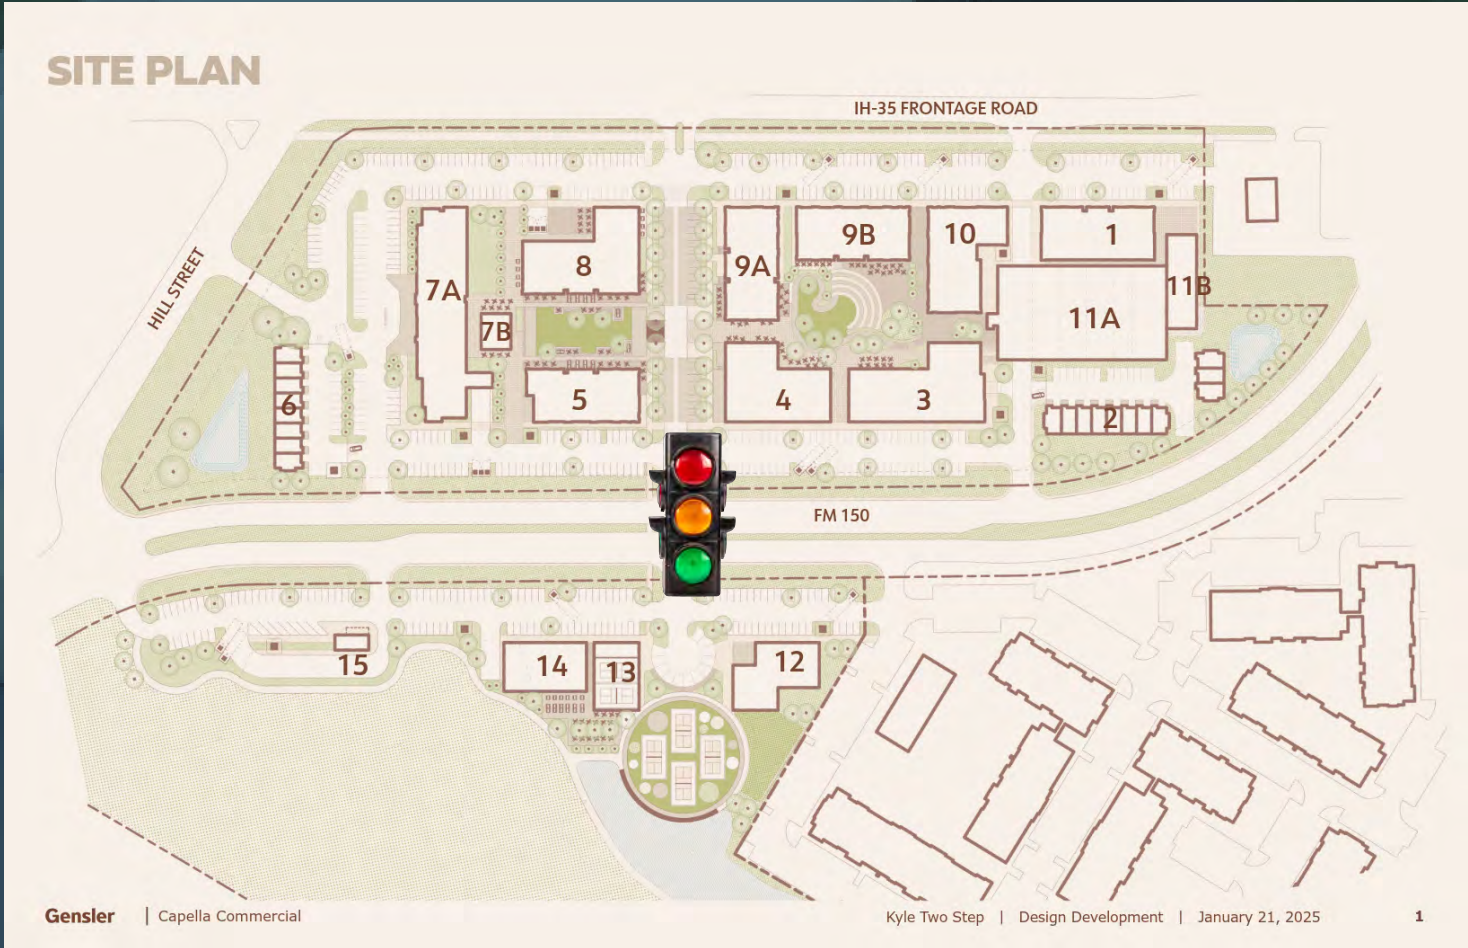 SITE PLAN
IH-35 FRONTAGE ROAD
HILL STREET
7A
8
7B
5
6
9A
9B
10
1
11B
11A
4
3
2
FM 150
15
14
13
12
Gensler | Capella Commercial
Kyle Two Step | Design Development | January 21, 2025 1